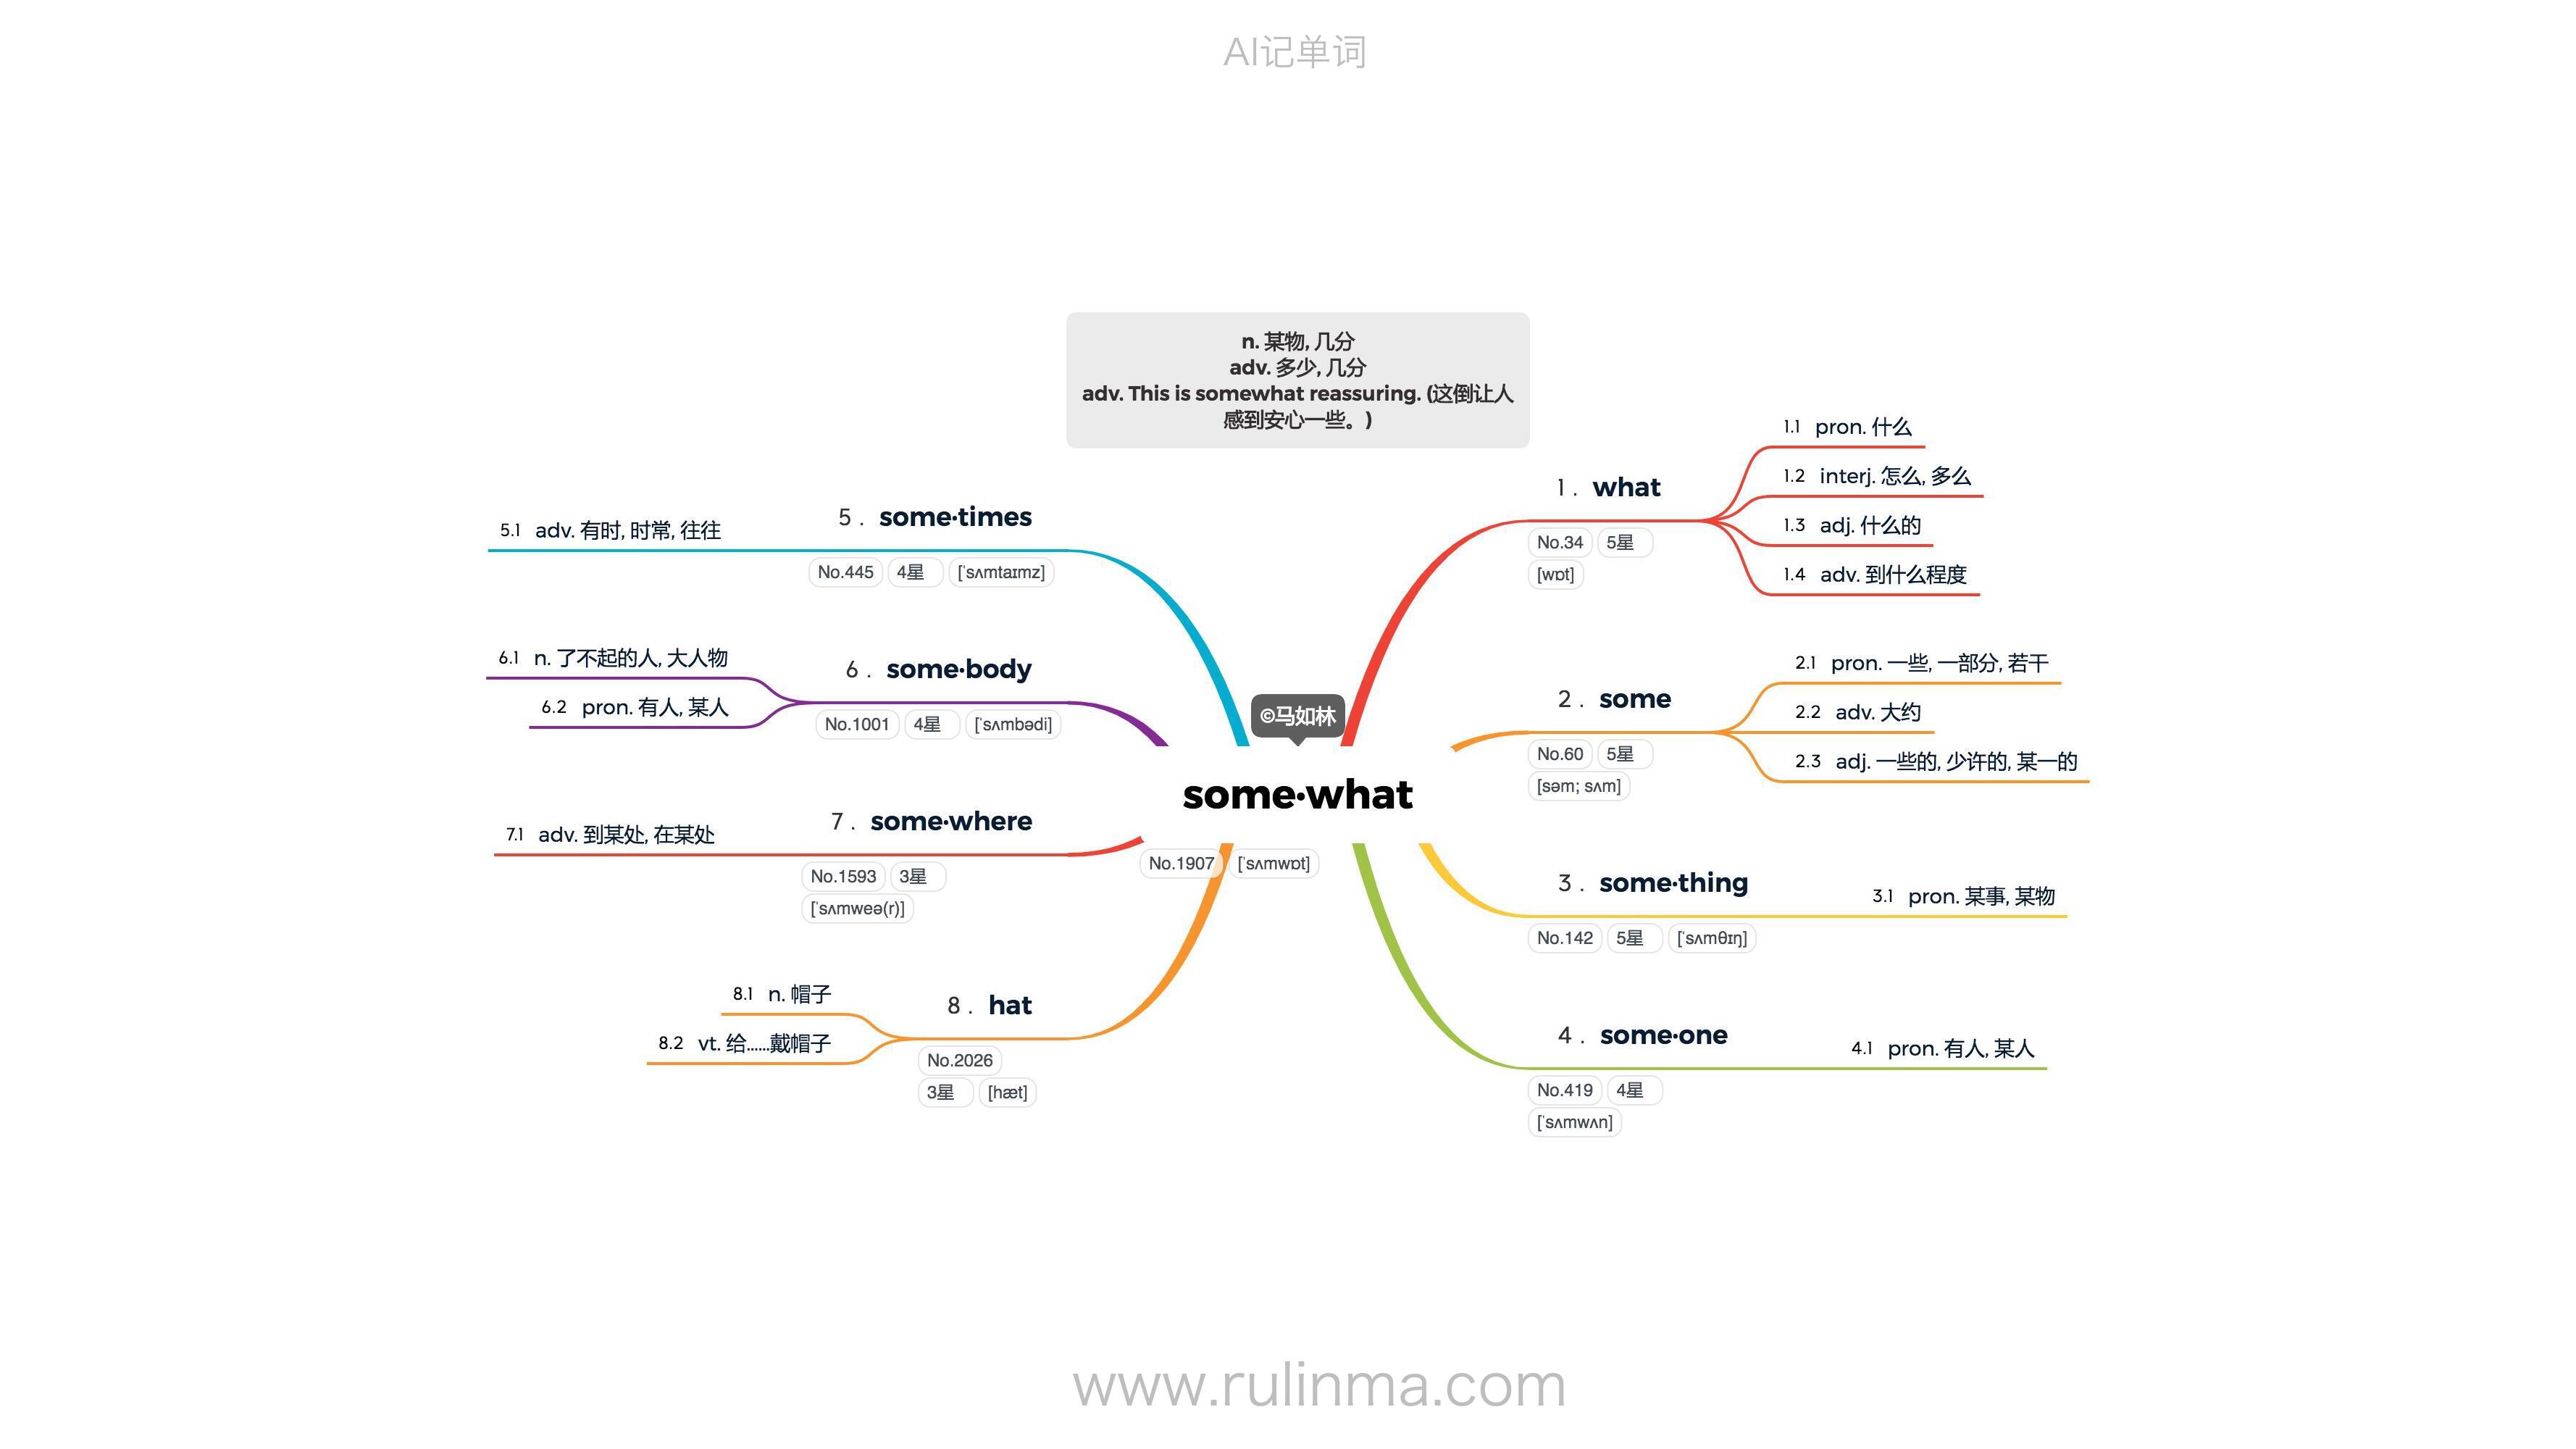 AI记单词
n. 某物, 几分
adv. 多少, 几分
adv. This is somewhat reassuring. (这倒让人
感到安心一些。)
©马如林
some·what
No.1907 [ˈsʌmwɒt]
1. what
No.34 5星
[wɒt]
1.1 pron. 什么
1.2 interj. 怎么, 多么
1.3 adj. 什么的
1.4 adv. 到什么程度
2. some
No.60 5星
[səm; sʌm]
2.1 pron. 一些, 一部分, 若干
2.2 adv. 大约
2.3 adj. 一些的, 少许的, 某一的
3. some·thing
No.142 5星 [ˈsʌmθɪŋ]
3.1 pron. 某事, 某物
4. some·one
No.419 4星
[ˈsʌmwʌn]
4.1 pron. 有人, 某人
5. some·times
No.445 4星 [ˈsʌmtaɪmz]
5.1 adv. 有时, 时常, 往往
6. some·body
No.1001 4星 [ˈsʌmbədi]
6.1 n. 了不起的人, 大人物
6.2 pron. 有人, 某人
7. some·where
No.1593 3星
[ˈsʌmweə(r)]
7.1 adv. 到某处, 在某处
8. hat
No.2026
3星 [hæt]
8.1 n. 帽子
8.2 vt. 给……戴帽子
www.rulinma.com